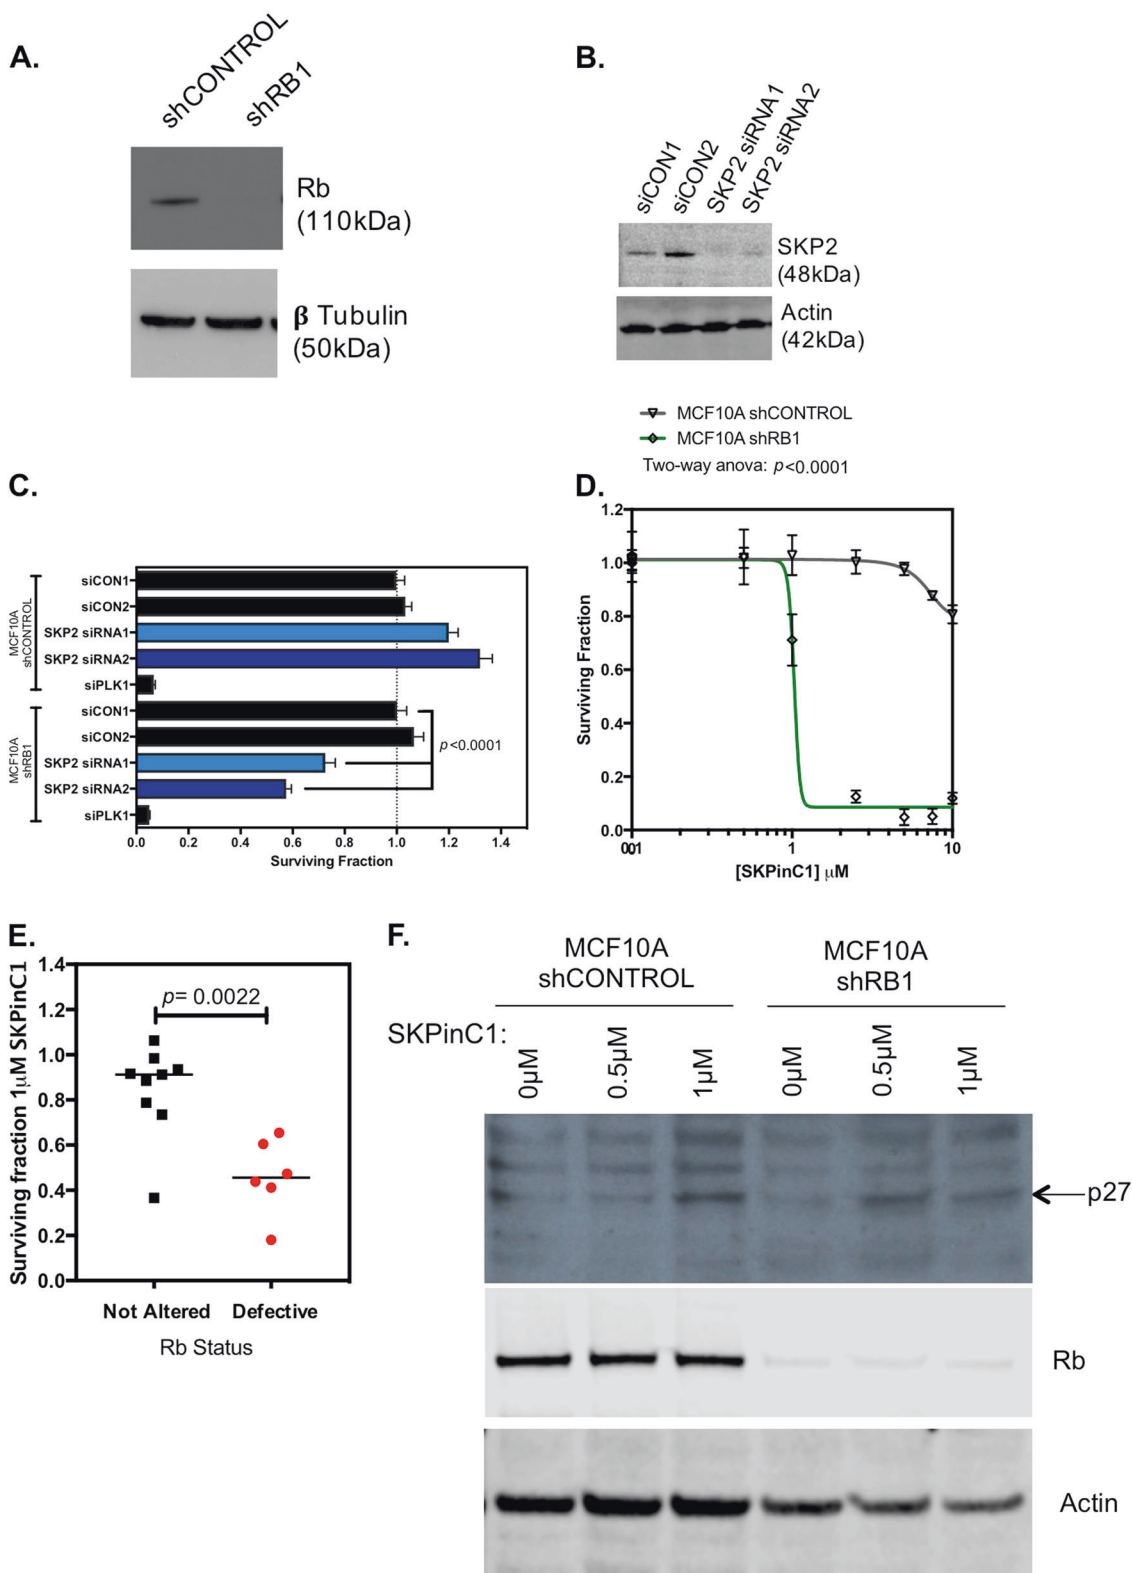 A.
shCONTROL
shRB1
Rb
(110kDa)
β Tubulin
(50kDa)
B.
siCON1
siCON2
SKP2 siRNA1
SKP2 siRNA2
SKP2
(48kDa)
Actin
(42kDa)
C.
MCF10A
shCONTROL
siCON1
siCON2
SKP2 siRNA1
SKP2 siRNA2
siPLK1
MCF10A
shRB1
siCON1
siCON2
SKP2 siRNA1
SKP2 siRNA2
siPLK1
p<0.0001
0.0 0.2 0.4 0.6 0.8 1.0 1.2 1.4
Surviving Fraction
MCF10A shCONTROL
MCF10A shRB1
Two-way anova: p<0.0001
D.
Surviving Fraction
1.2
1.0
0.8
0.6
0.4
0.2
0.0
001 1 10
[SKPinC1] μM
E.
Surviving fraction 1μM SKPinC1
1.4
1.2
1.0
0.8
0.6
0.4
0.2
0.0
p= 0.0022
Not Altered Defective
Rb Status
F.
MCF10A
shCONTROL
MCF10A
shRB1
SKPinC1:
0μM
0.5μM
1μM
0μM
0.5μM
1μM
p27
Rb
Actin